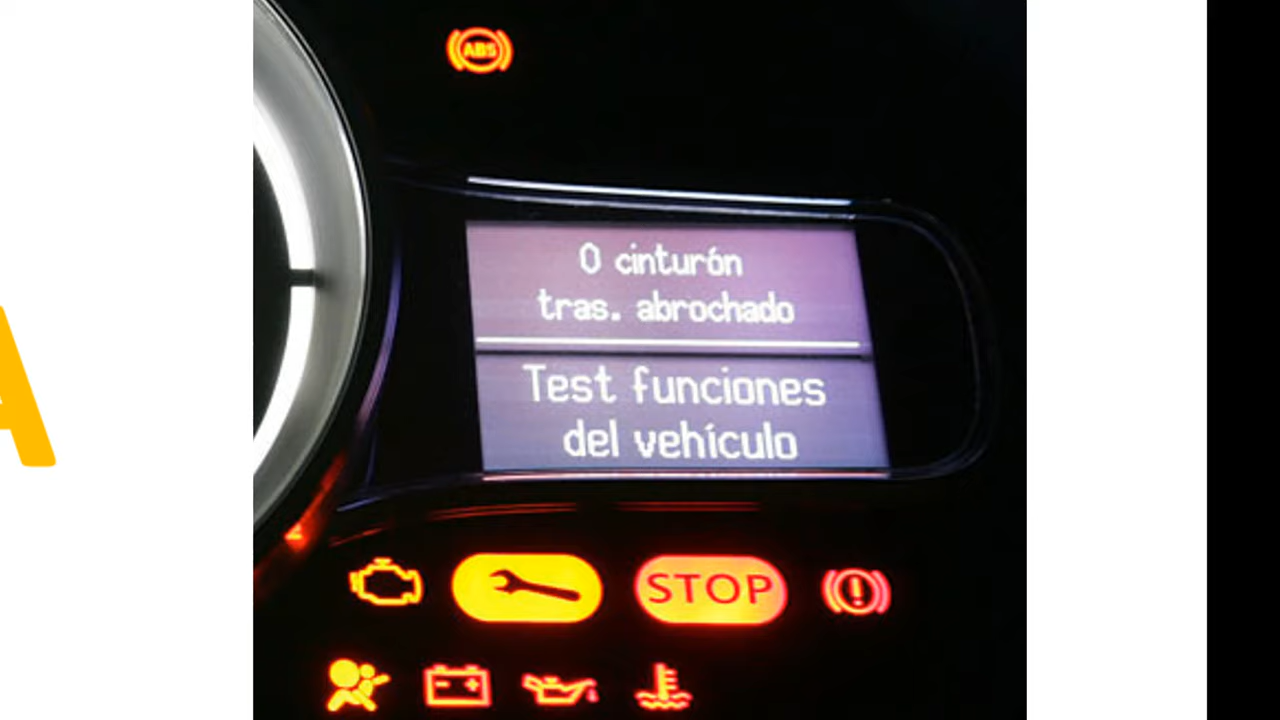 A
ABS
0 cinturón
tras. abrochado
Test funciones
del vehículo
STOP